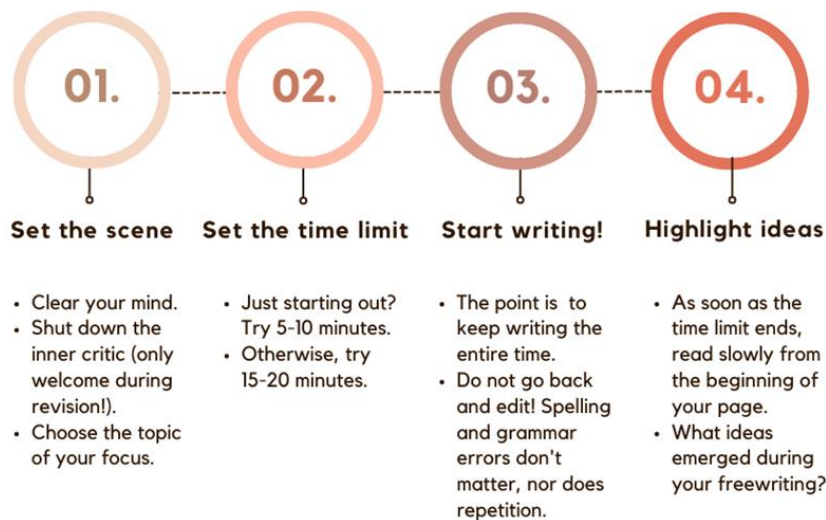 01.
02.
03.
04.
Set the scene
Set the time limit
Start writing!
Highlight ideas
• Clear your mind.
• Shut down the
inner critic (only
welcome during
revision!).
• Choose the topic
of your focus.
• Just starting out?
Try 5-10 minutes.
• Otherwise, try
15-20 minutes.
• The point is  to
keep writing the
entire time.
• Do not go back
and edit! Spelling
and grammar
errors don't
matter, nor does
repetition.
• As soon as the
time limit ends,
read slowly from
the beginning of
your page.
• What ideas
emerged during
your freewriting?